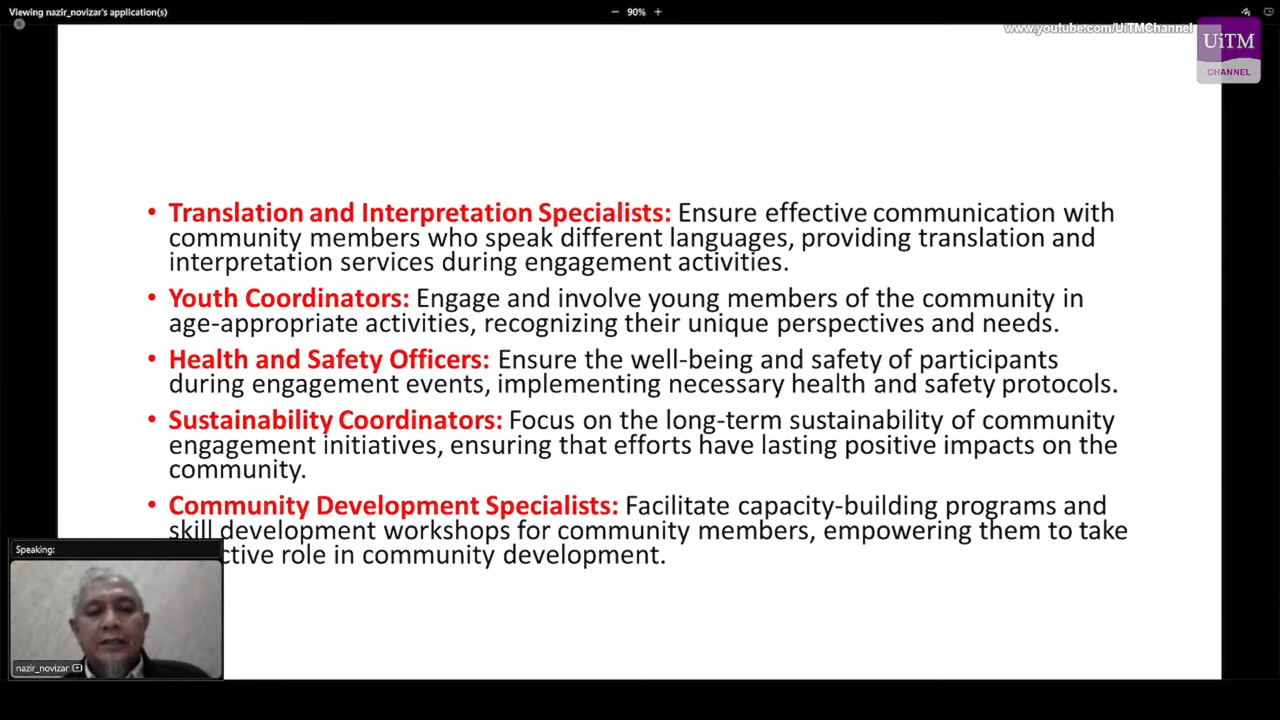 Viewing nazir_novizar's application(s)
90%
www.youtube.com/UiTMChannel
UiTM
CHANNEL
• Translation and Interpretation Specialists: Ensure effective communication with
community members who speak different languages, providing translation and
interpretation services during engagement activities.
• Youth Coordinators: Engage and involve young members of the community in
age-appropriate activities, recognizing their unique perspectives and needs.
• Health and Safety Officers: Ensure the well-being and safety of participants
during engagement events, implementing necessary health and safety protocols.
• Sustainability Coordinators: Focus on the long-term sustainability of community
engagement initiatives, ensuring that efforts have lasting positive impacts on the
community.
• Community Development Specialists: Facilitate capacity-building programs and
skill development workshops for community members, empowering them to take
ctive role in community development.
Speaking:
nazir_novizar